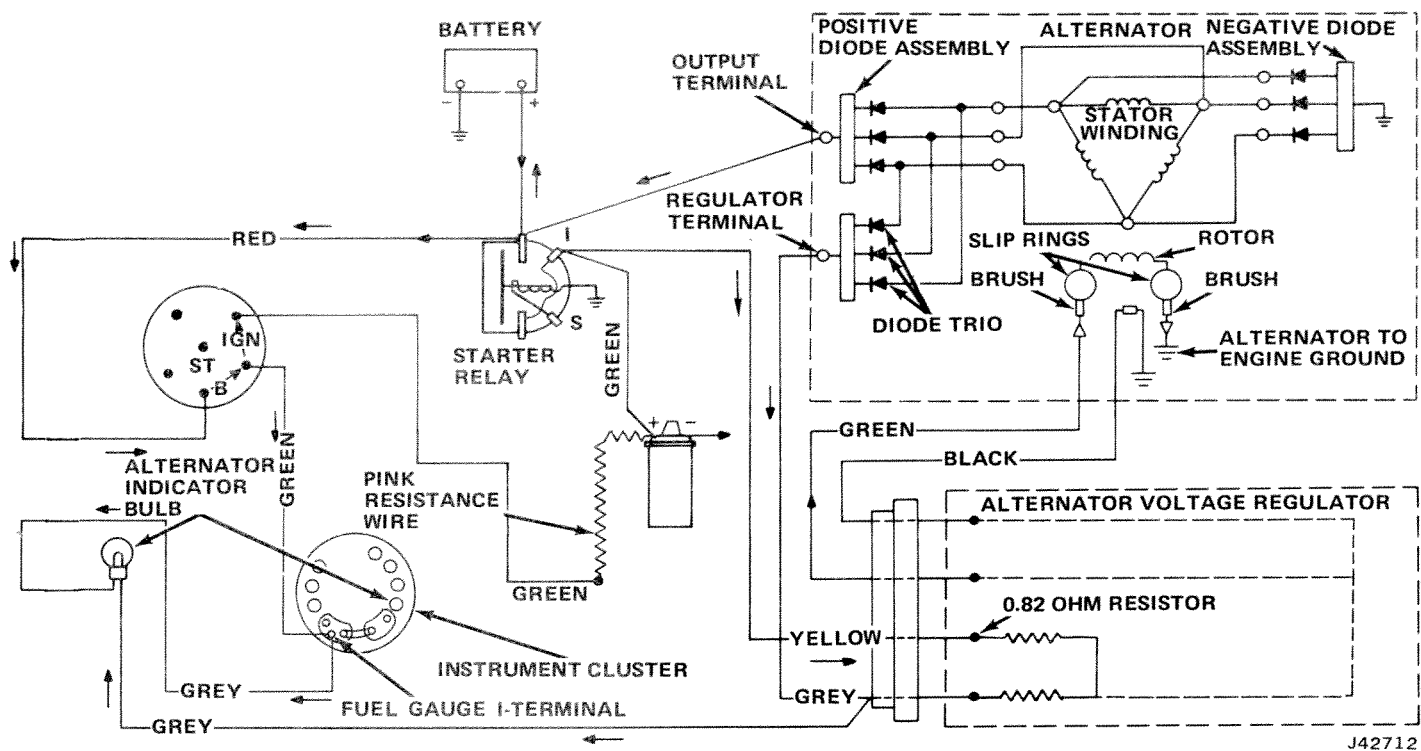 BATTERY
-
+
POSITIVE
DIODE ASSEMBLY
ALTERNATOR
NEGATIVE DIODE
ASSEMBLY
OUTPUT
TERMINAL
STATOR
WINDING
REGULATOR
TERMINAL
RED
I
S
STARTER
RELAY
SLIP RINGS
ROTOR
BRUSH
BRUSH
DIODE TRIO
ALTERNATOR TO
ENGINE GROUND
IGN
ST
B
GREEN
+ -
GREEN
BLACK
GREEN
ALTERNATOR
INDICATOR
BULB
PINK
RESISTANCE
WIRE
ALTERNATOR VOLTAGE REGULATOR
GREEN
0.82 OHM RESISTOR
YELLOW
INSTRUMENT CLUSTER
GREY
FUEL GAUGE I-TERMINAL
GREY
GREY
J42712